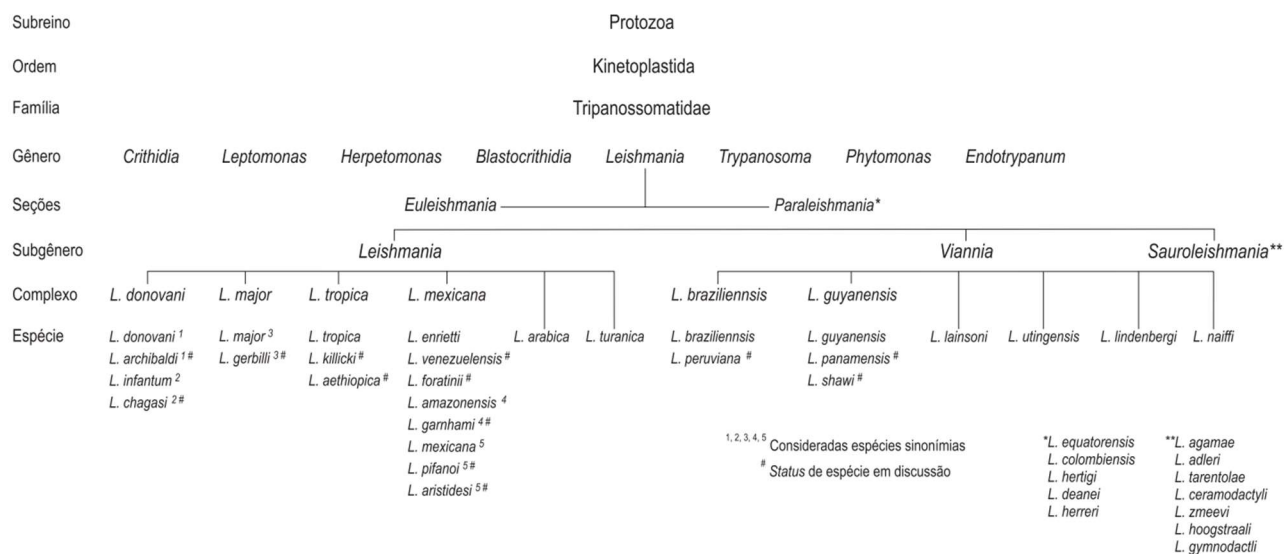 Subreino Protozoa
Ordem Kinetoplastida
Família Tripanossomatidae
Gênero Crithidia Leptomonas Herpetomonas Blastocrithidia Leishmania Trypanosoma Phytomonas Endotrypanum
Seções Euleishmania Paraleishmania*
Subgênero Leishmania Viannia Sauroleishmania**
Complexo L. donovani L. major L. tropica L. mexicana L. braziliennsis L. guyanensis
Espécie L. donovani 1 L. major 3 L. tropica L. enrietti L. arabica L. turanica L. braziliennsis L. guyanensis L. lainsoni L. utingensis L. lindenbergi L. naiffi
L. archibaldi 1 # L. gerbilli 3 # L. killicki # L. venezuelensis # L. peruviana # L. panamensis #
L. infantum 2 L. aethiopica # L. foratinii # L. shawi #
L. chagasi 2 # L. amazonensis 4
L. garnhami 4 #
L. mexicana 5
L. pifanoi 5 #
L. aristidesi 5 #
1, 2, 3, 4, 5 Consideradas espécies sinonímias
# Status de espécie em discussão
*L. equatorensis
L. colombiensis
L. hertigi
L. deanei
L. herreri
**L. agamae
L. adleri
L. tarentolae
L. ceramodactyli
L. zmeevi
L. hoogstraali
L. gymnodactli